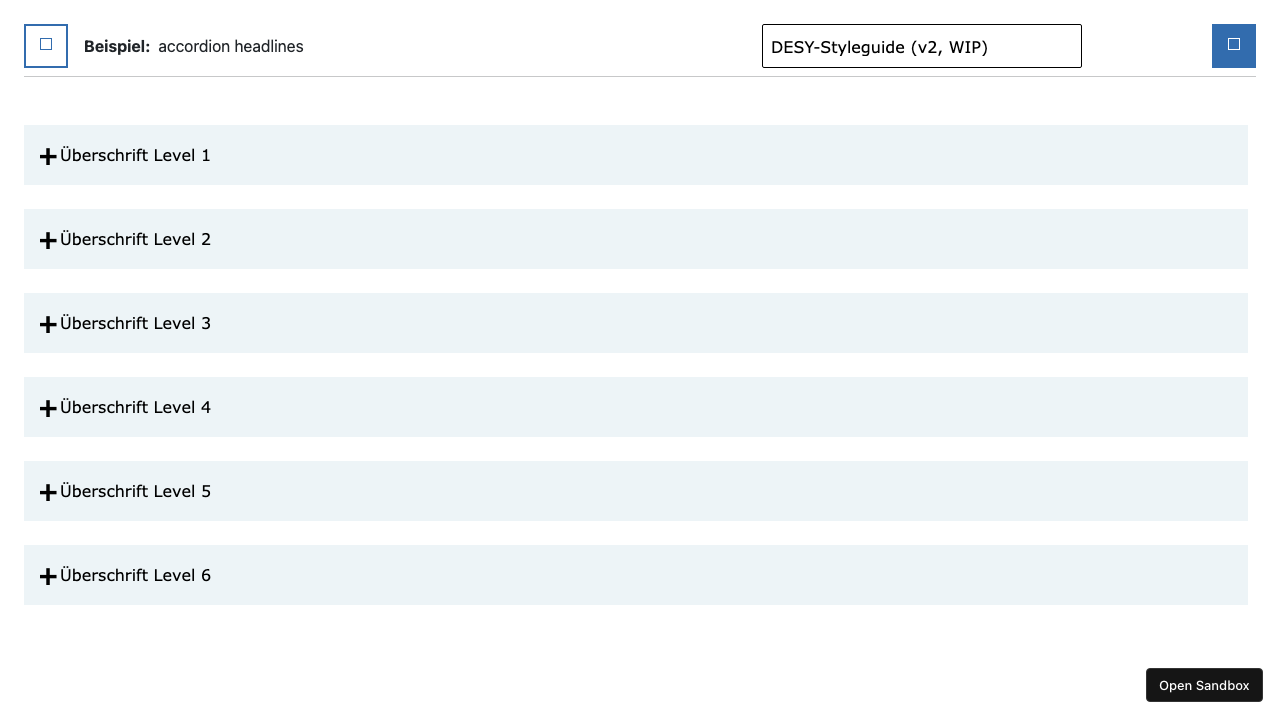 Beispiel: accordion headlines
DESY-Styleguide (v2, WIP)
Überschrift Level 1
Überschrift Level 2
Überschrift Level 3
Überschrift Level 4
Überschrift Level 5
Überschrift Level 6
Open Sandbox